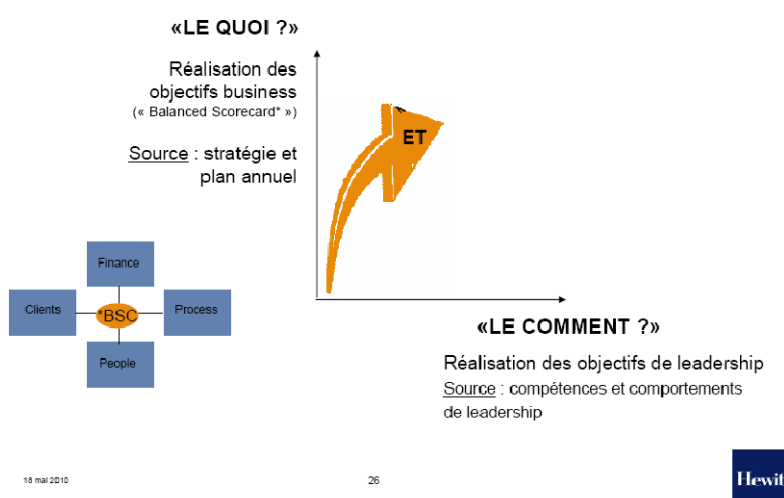 «LE QUOI ?»
Réalisation des
objectifs business
(« Balanced Scorecard* »)
Source : stratégie et
plan annuel
ET
Finance
Clients
*BSC
Process
People
«LE COMMENT ?»
Réalisation des objectifs de leadership
Source : compétences et comportements
de leadership
18 mai 2010
26
Hewit